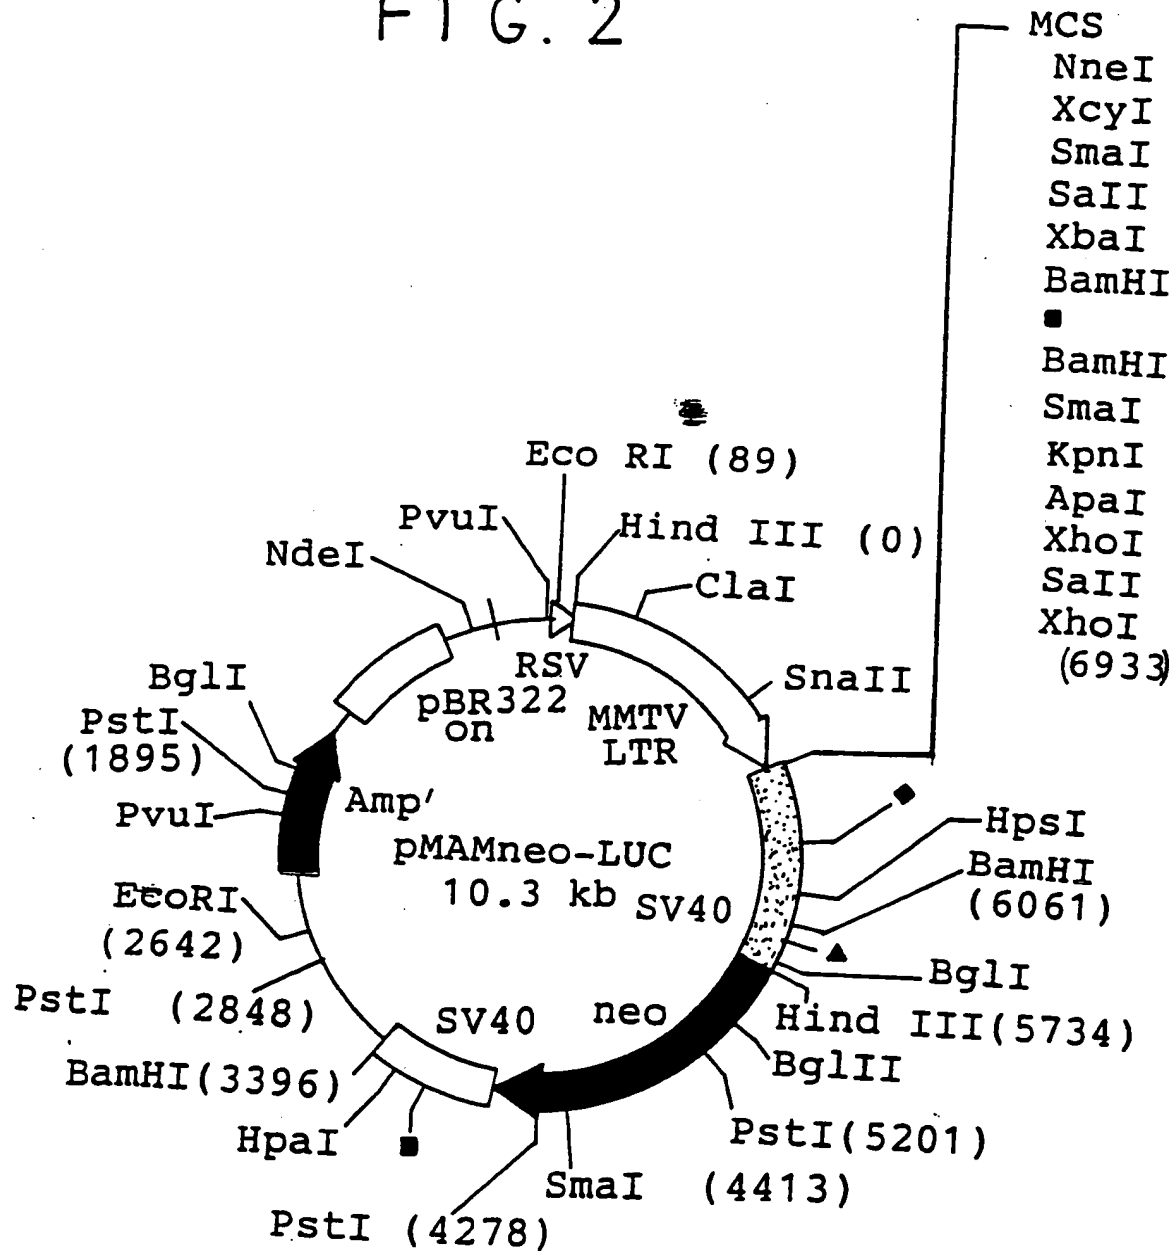 FIG. 2
MCS
NneI
XcyI
SmaI
SaII
XbaI
BamHI
■
BamHI
SmaI
KpnI
ApaI
XhoI
SaII
XhoI
(6933)
Eco RI (89)
PvuI
Hind III (0)
NdeI
ClaI
RSV
SnaII
BglI
pBR322
on
MMTV
LTR
PstI
(1895)
Amp'
PvuI
pMAMneo-LUC
10.3 kb
SV40
HpsI
BamHI
(6061)
EcoRI
(2642)
BglI
PstI (2848)
SV40
neo
Hind III(5734)
BglII
BamHI(3396)
HpaI
PstI(5201)
SmaI (4413)
PstI (4278)